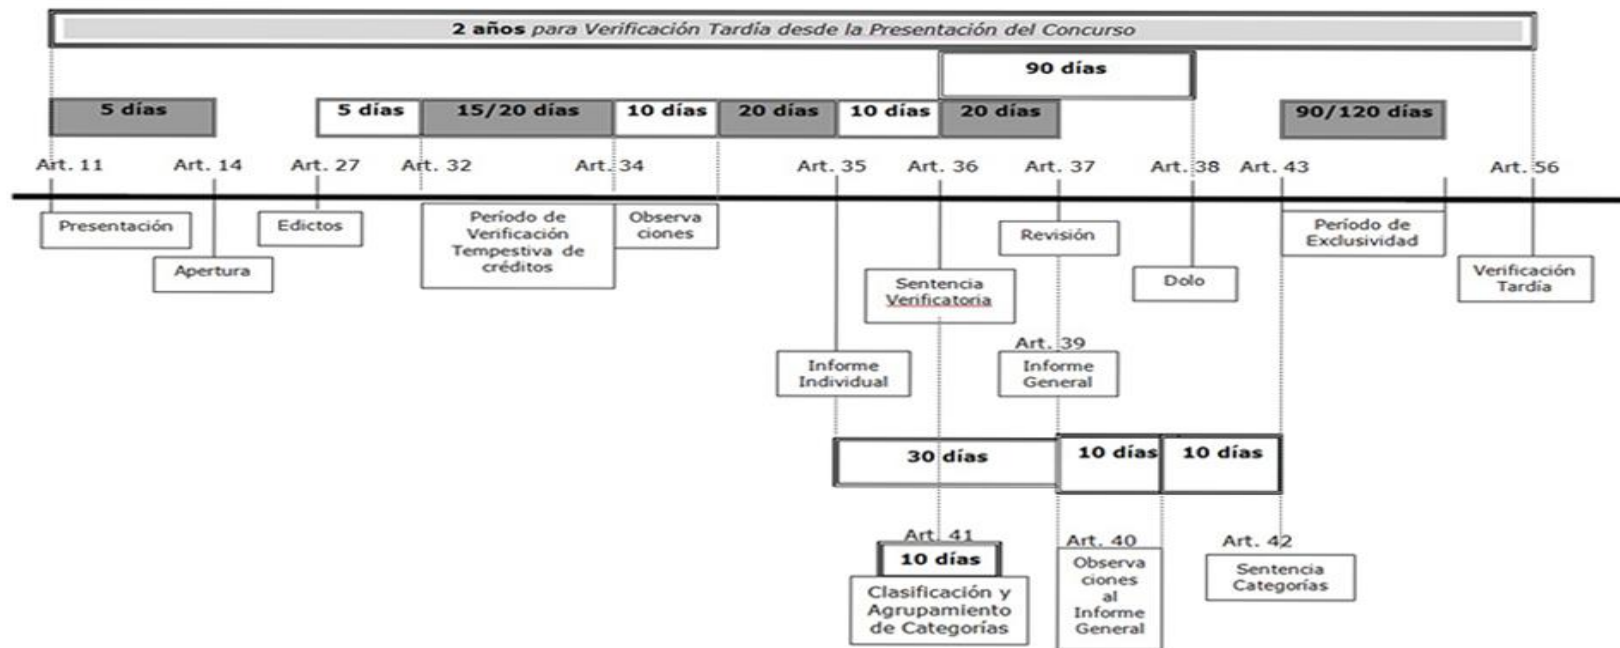 2 años para Verificación Tardía desde la Presentación del Concurso
90 días
5 días
5 días
15/20 días
10 días
20 días
10 días
20 días
90/120 días
Art. 11
Art. 14
Art. 27
Art. 32
Art. 34
Art. 35
Art. 36
Art. 37
Art. 38
Art. 43
Art. 56
Presentación
Apertura
Edictos
Período de
Verificación
Tempestiva de
créditos
Observa
ciones
Revisión
Período de
Exclusividad
Sentencia
Verificatoria
Dolo
Verificación
Tardía
Informe
Individual
Art. 39
Informe
General
30 días
10 días
10 días
Art. 41
10 días
Clasificación y
Agrupamiento
de Categorías
Art. 40
Observa
ciones
al
Informe
General
Art. 42
Sentencia
Categorías